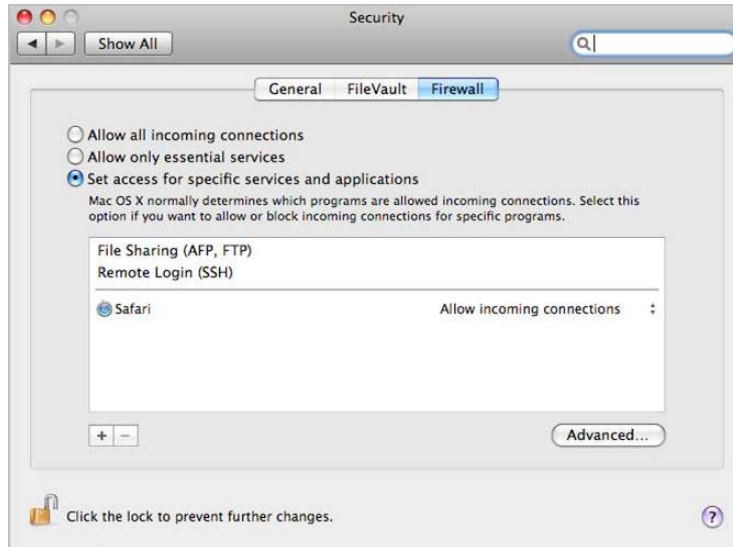 Security
Show All
General FileVault Firewall
Allow all incoming connections
Allow only essential services
Set access for specific services and applications
Mac OS X normally determines which programs are allowed incoming connections. Select this
option if you want to allow or block incoming connections for specific programs.
File Sharing (AFP, FTP)
Remote Login (SSH)
Safari Allow incoming connections
+ −
Advanced...
Click the lock to prevent further changes.
?